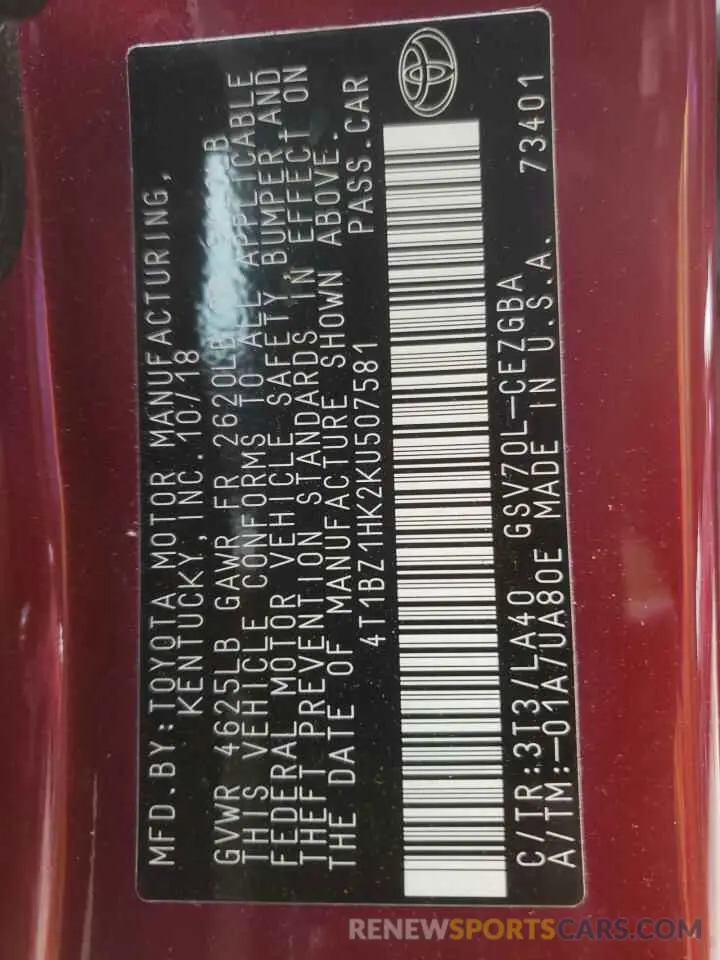 MFD.BY:TOYOTA MOTOR MANUFACTURING,
KENTUCKY,INC.10/18
GVWR 4625LB GAWR FR 2620LB
THIS VEHICLE CONFORMS TO ALL APPLICABLE
FEDERAL MOTOR VEHICLE SAFETY BUMPER AND
THEFT PREVENTION STANDARDS IN EFFECT ON
THE DATE OF MANUFACTURE SHOWN ABOVE.
4T1BZ1HK2KU507581 PASS.CAR
C/TR:3T3/LA40 GSV70L-CEZGBA
A/TM:-01A/UA80E MADE IN U.S.A. 73401
RENEWSPORTSCARS.COM